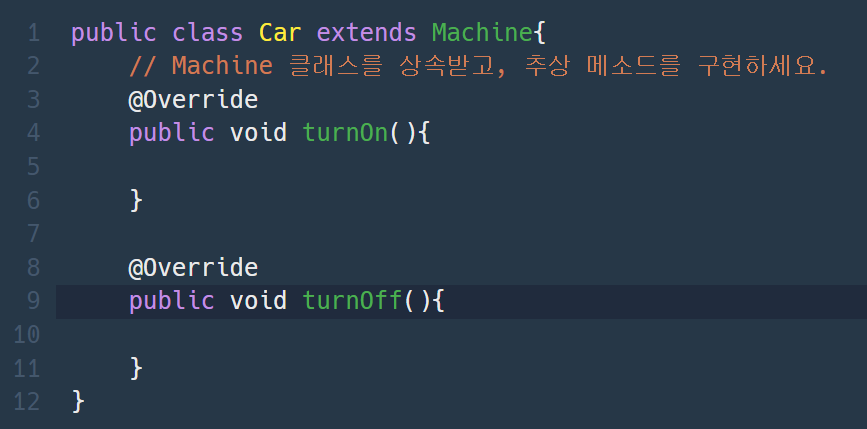 1 public class Car extends Machine{
2 // Machine 클래스를 상속받고, 추상 메소드를 구현하세요.
3 @Override
4 public void turnOn(){
5
6 }
7
8 @Override
9 public void turnOff(){
10
11 }
12 }